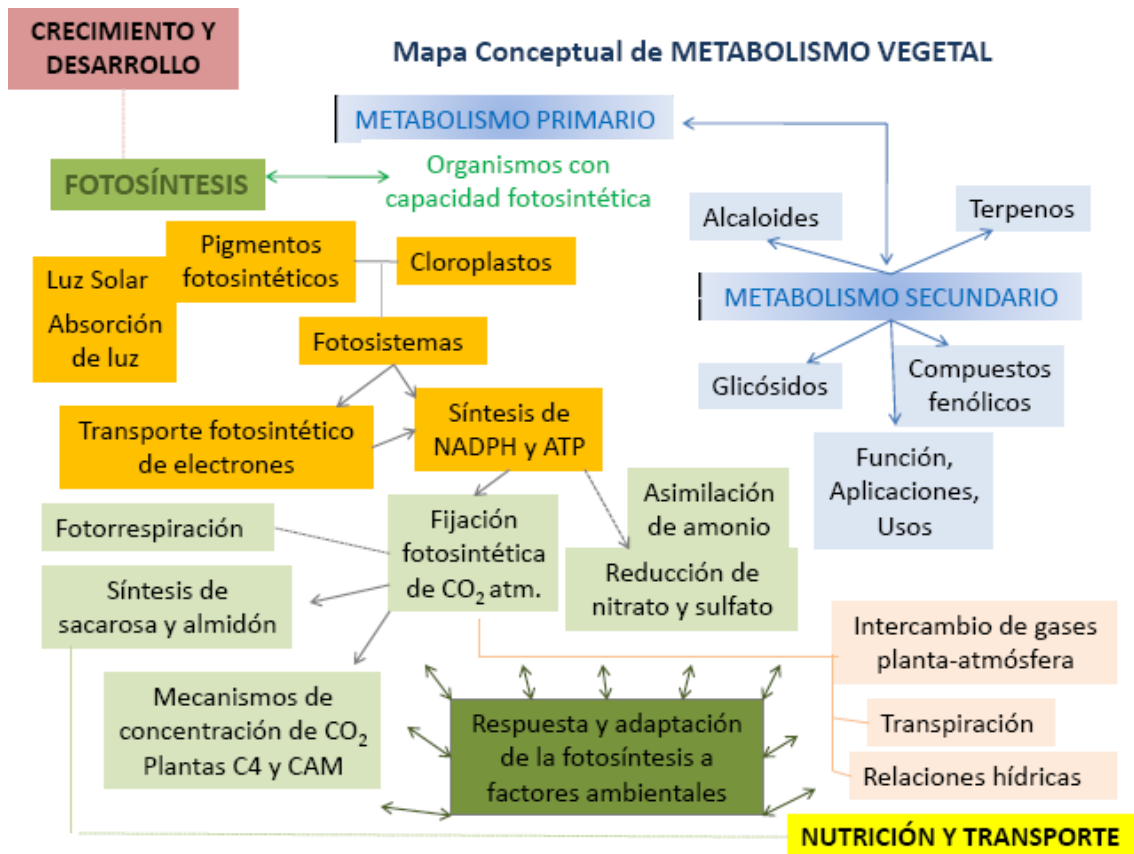 CRECIMIENTO Y
DESARROLLO
Mapa Conceptual de METABOLISMO VEGETAL
METABOLISMO PRIMARIO
FOTOSÍNTESIS
Organismos con
capacidad fotosintética
Alcaloides
Terpenos
Pigmentos
fotosintéticos
Cloroplastos
Luz Solar
Absorción
de luz
METABOLISMO SECUNDARIO
Fotosistemas
Glicósidos
Compuestos
fenólicos
Transporte fotosintético
de electrones
Síntesis de
NADPH y ATP
Función,
Aplicaciones,
Usos
Fotorrespiración
Fijación
fotosintética
de CO2 atm.
Asimilación
de amonio
Reducción de
nitrato y sulfato
Síntesis de
sacarosa y almidón
Intercambio de gases
planta-atmósfera
Mecanismos de
concentración de CO2
Plantas C4 y CAM
Respuesta y adaptación
de la fotosíntesis a
factores ambientales
Transpiración
Relaciones hídricas
NUTRICIÓN Y TRANSPORTE